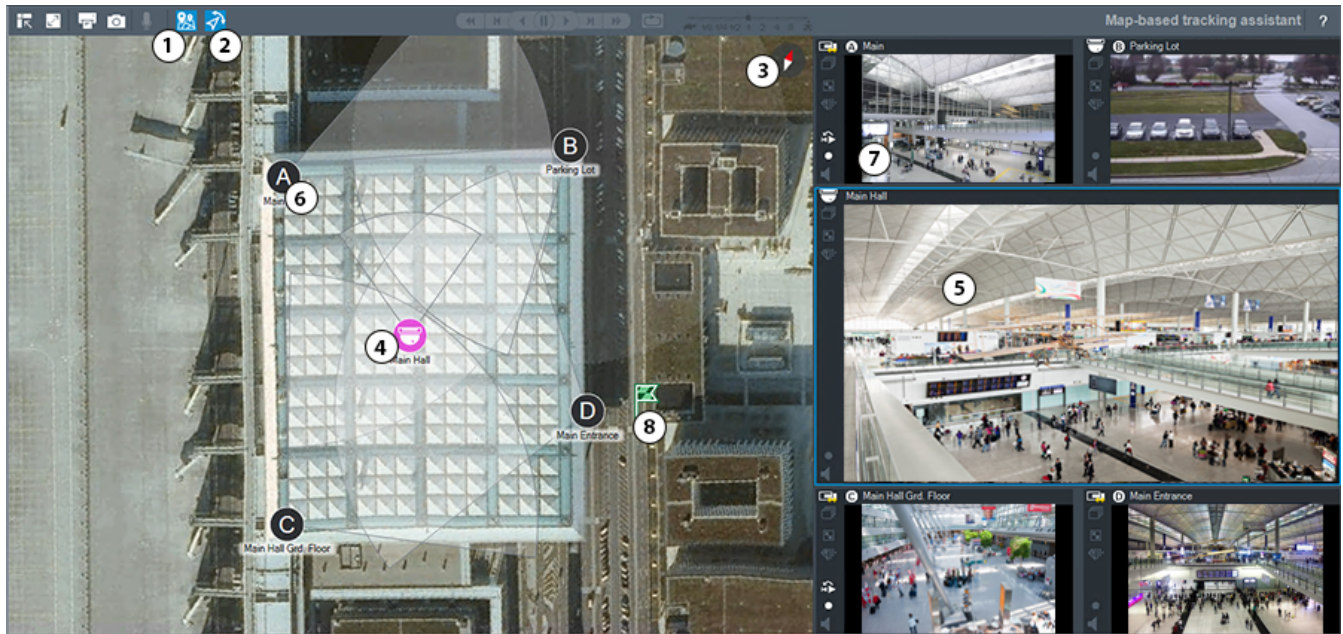 Map-based tracking assistant ?
1
2
3
A Main
B Parking Lot
7
B
Parking Lot
A
Main
6
Main Hall
5
4
Main Hall
8
D
Main Entrance
C
Main Hall Grd. Floor
C Main Hall Grd. Floor
D Main Entrance